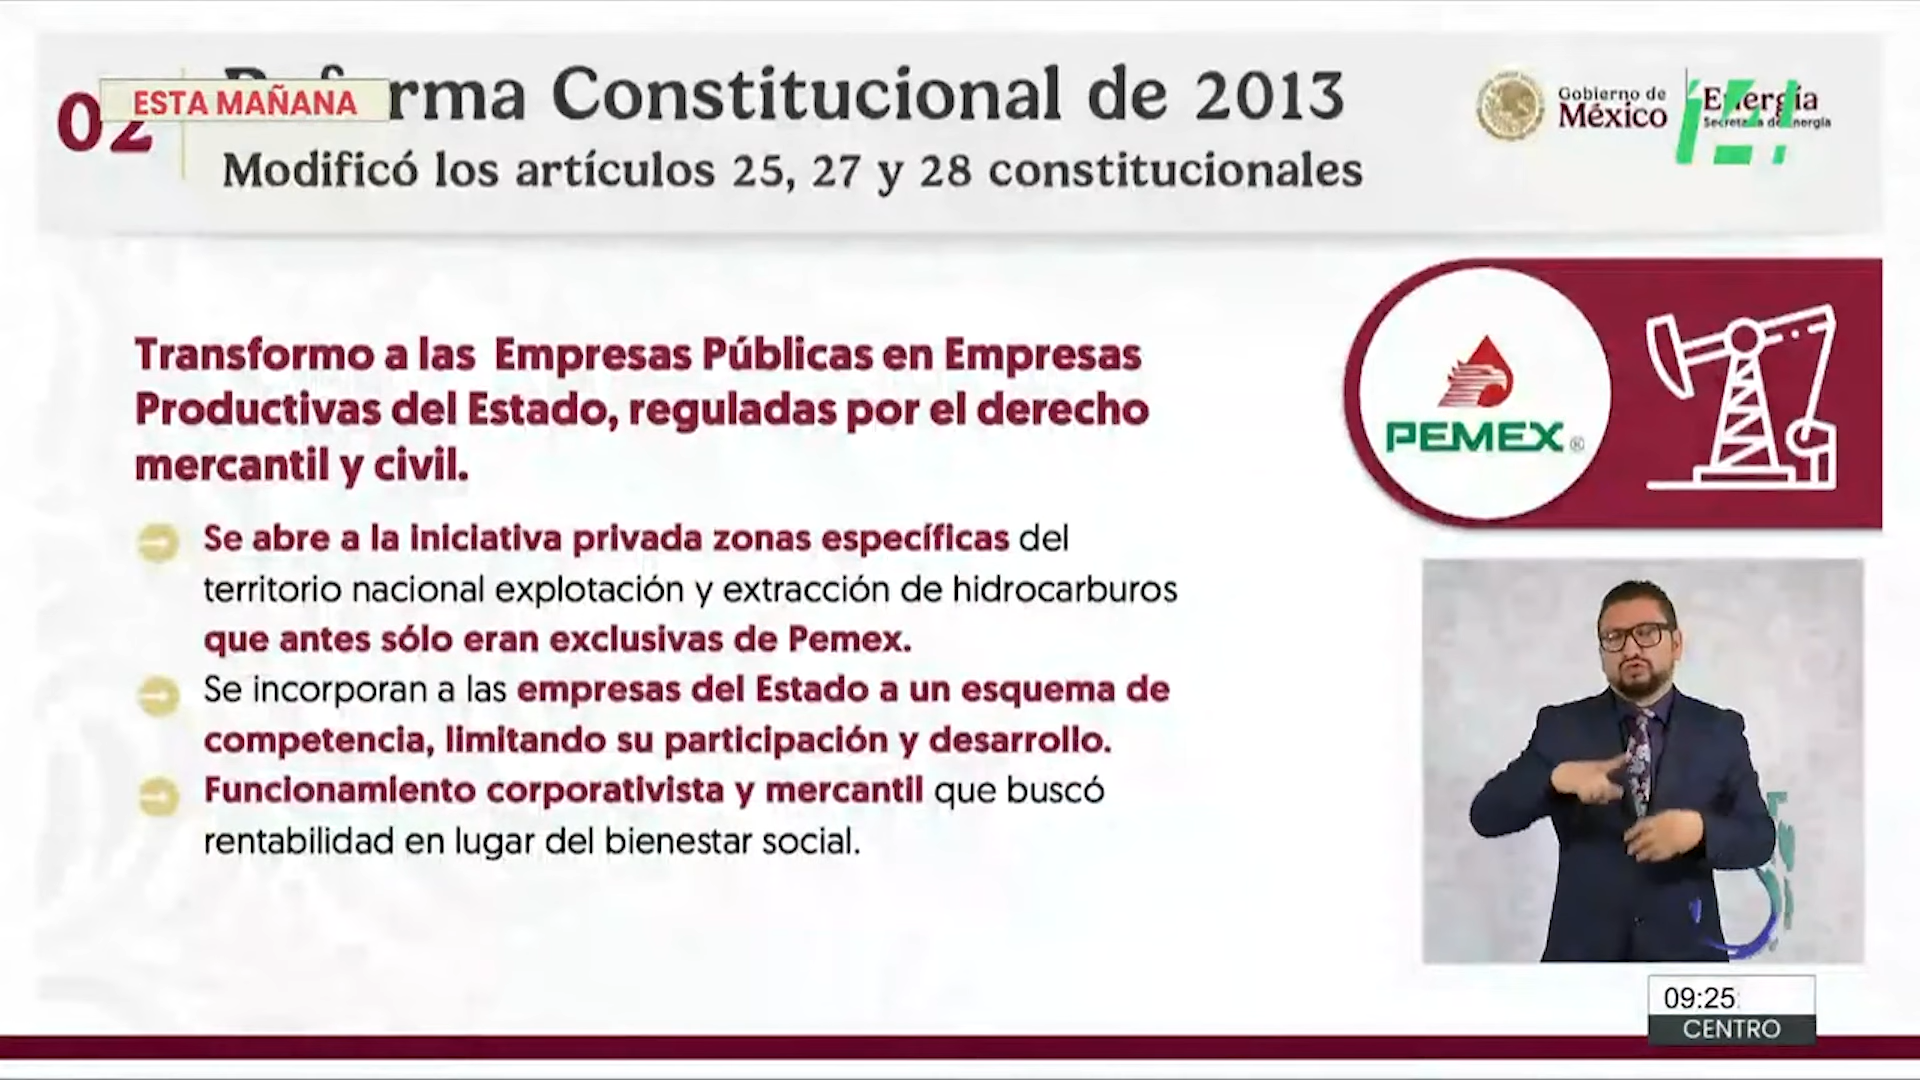 02
ESTA MAÑANA
Reforma Constitucional de 2013
Modificó los artículos 25, 27 y 28 constitucionales
Gobierno de
México
Energía
Secretaría de Energía
Transformo a las Empresas Públicas en Empresas
Productivas del Estado, reguladas por el derecho
mercantil y civil.
Se abre a la iniciativa privada zonas específicas del
territorio nacional explotación y extracción de hidrocarburos
que antes sólo eran exclusivas de Pemex.
Se incorporan a las empresas del Estado a un esquema de
competencia, limitando su participación y desarrollo.
Funcionamiento corporativista y mercantil que buscó
rentabilidad en lugar del bienestar social.
PEMEX®
09:25
CENTRO